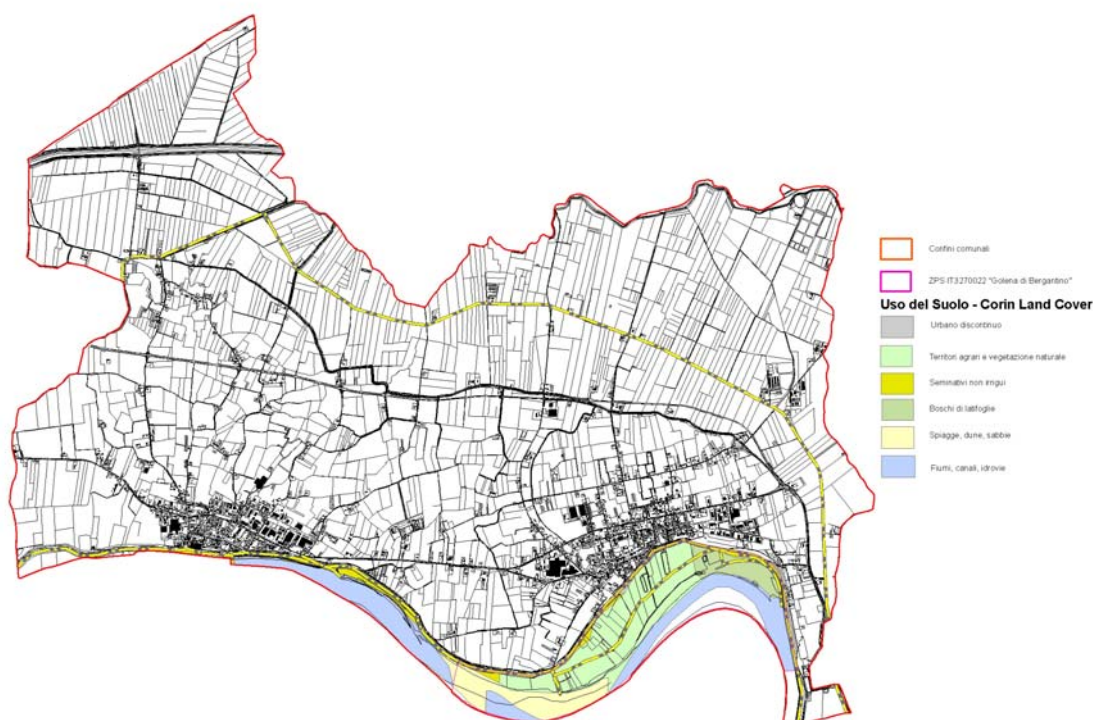 Confini comunali
ZPS IT3270022 "Golena di Bergantino"
Uso del Suolo - Corin Land Cover
Urbano discontinuo
Territori agrari e vegetazione naturale
Seminativi non irrigui
Boschi di latifoglie
Spiagge, dune, sabbie
Fiumi, canali, idrovie